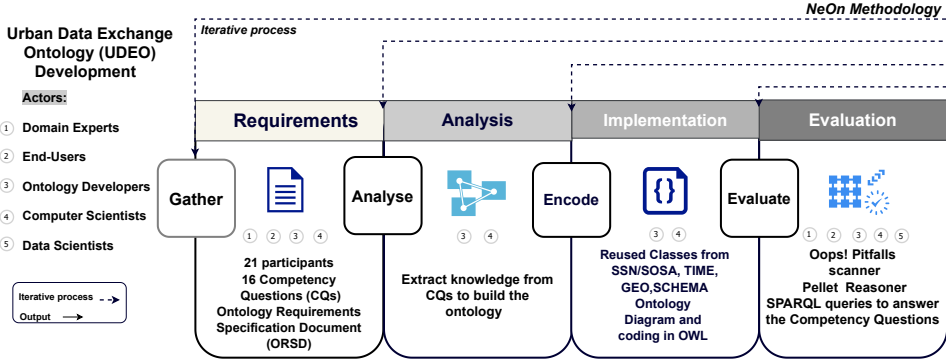 NeOn Methodology
Urban Data Exchange
Ontology (UDEO)
Development
Iterative process
Actors:
1 Domain Experts
2 End-Users
3 Ontology Developers
4 Computer Scientists
5 Data Scientists
Iterative process
Output
Requirements
Analysis
Implementation
Evaluation
Gather
Analyse
Encode
Evaluate
{}
1 2 3 4
21 participants
16 Competency
Questions (CQs)
Ontology Requirements
Specification Document
(ORSD)
3 4
Extract knowledge from
CQs to build the
ontology
3 4
Reused Classes from
SSN/SOSA, TIME,
GEO,SCHEMA
Ontology
Diagram and
coding in OWL
1 2 3 4 5
Oops! Pitfalls
scanner
Pellet Reasoner
SPARQL queries to answer
the Competency Questions